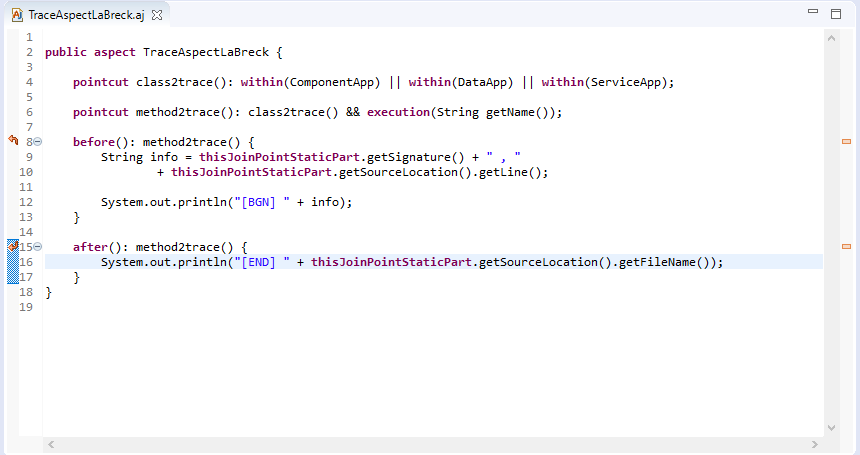 TraceAspectLaBreck.aj
1
2 public aspect TraceAspectLaBreck {
3
4 pointcut class2trace(): within(ComponentApp) || within(DataApp) || within(ServiceApp);
5
6 pointcut method2trace(): class2trace() && execution(String getName());
7
8 before(): method2trace() {
9 String info = thisJoinPointStaticPart.getSignature() + " , "
10 + thisJoinPointStaticPart.getSourceLocation().getLine();
11
12 System.out.println("[BGN] " + info);
13 }
14
15 after(): method2trace() {
16 System.out.println("[END] " + thisJoinPointStaticPart.getSourceLocation().getFileName());
17 }
18 }
19